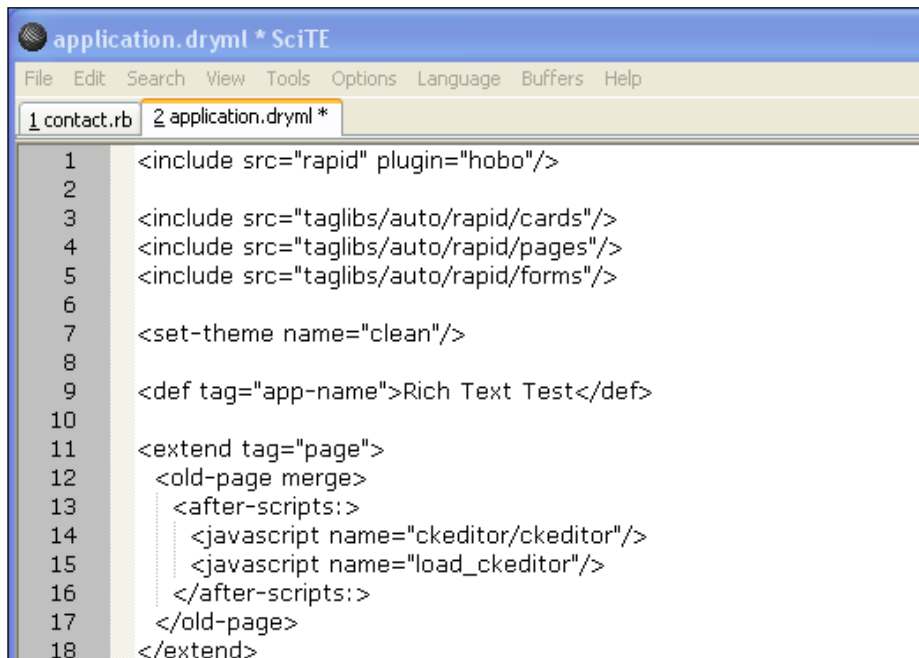 application.dryml * SciTE
File Edit Search View Tools Options Language Buffers Help
1 contact.rb 2 application.dryml *
1 <include src="rapid" plugin="hobo"/>
2
3 <include src="taglibs/auto/rapid/cards"/>
4 <include src="taglibs/auto/rapid/pages"/>
5 <include src="taglibs/auto/rapid/forms"/>
6
7 <set-theme name="clean"/>
8
9 <def tag="app-name">Rich Text Test</def>
10
11 <extend tag="page">
12 <old-page merge>
13 <after-scripts:>
14 <javascript name="ckeditor/ckeditor"/>
15 <javascript name="load_ckeditor"/>
16 </after-scripts:>
17 </old-page>
18 </extend>